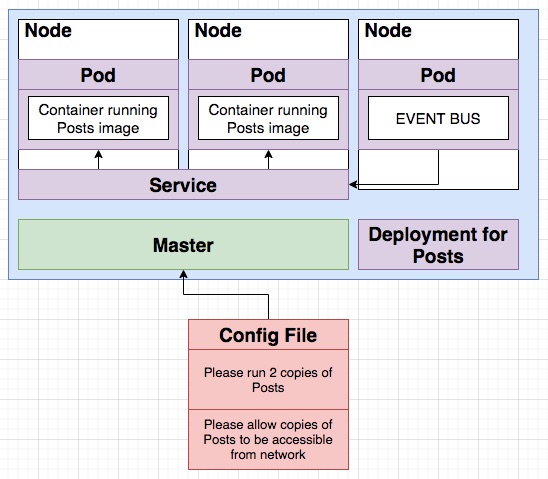 Node
Node
Node
Pod
Pod
Pod
Container running
Posts image
Container running
Posts image
EVENT BUS
Service
Master
Deployment for
Posts
Config File
Please run 2 copies of
Posts
Please allow copies of
Posts to be accessible
from network